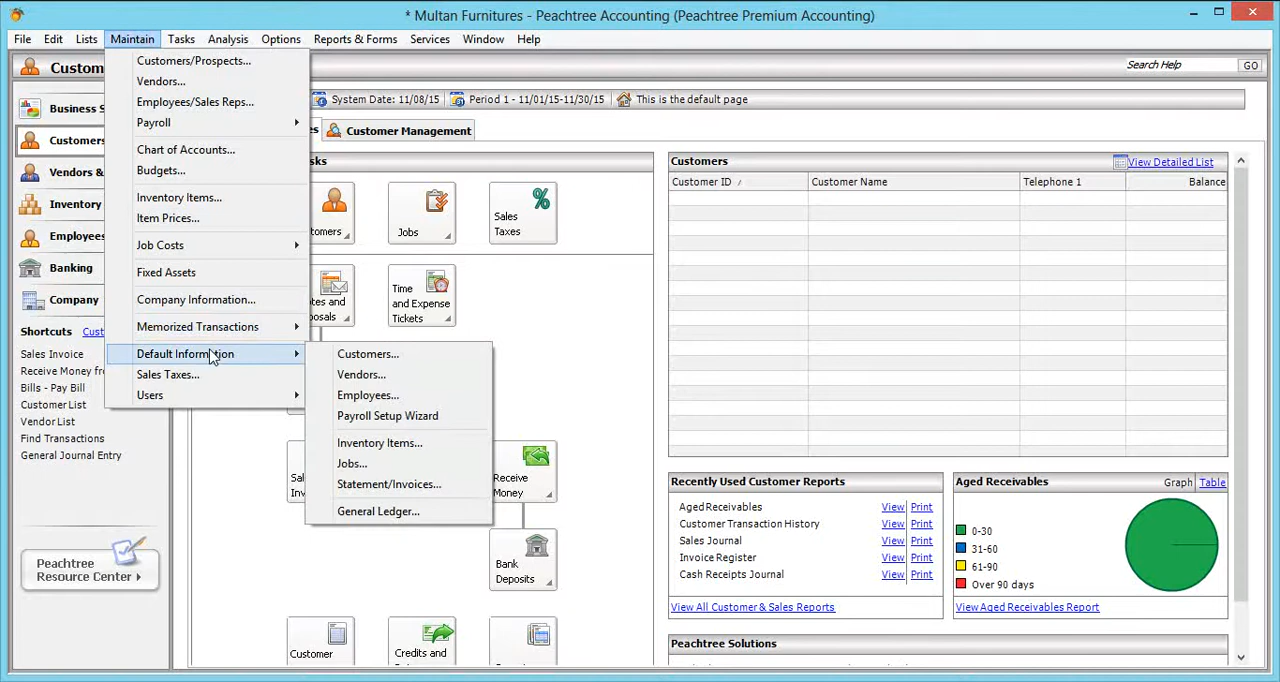 * Multan Furnitures - Peachtree Accounting (Peachtree Premium Accounting)
File Edit Lists Maintain Tasks Analysis Options Reports & Forms Services Window Help
Custom
Search Help GO
Customers/Prospects...
Vendors...
Employees/Sales Reps...
Payroll
Chart of Accounts...
Budgets...
Inventory Items...
Item Prices...
Job Costs
Fixed Assets
Company Information...
Memorized Transactions
Default Information
Sales Taxes...
Users
Customers...
Vendors...
Employees...
Payroll Setup Wizard
Inventory Items...
Jobs...
Statement/Invoices...
General Ledger...
System Date: 11/08/15 Period 1 - 11/01/15-11/30/15 This is the default page
Customer Management
Business S
Customers
Vendors &
Inventory
Employees
Banking
Company
Shortcuts Cust
Sales Invoice
Receive Money fr
Bills - Pay Bill
Customer List
Vendor List
Find Transactions
General Journal Entry
Peachtree
Resource Center
sks
tomers
Jobs
Sales
Taxes
otes and
posals
Time
and Expense
Tickets
Sal
Inv
Receive
Money
Bank
Deposits
Customer
Credits and
Customers View Detailed List
Customer ID / Customer Name Telephone 1 Balance
Recently Used Customer Reports
Aged Receivables View Print
Customer Transaction History View Print
Sales Journal View Print
Invoice Register View Print
Cash Receipts Journal View Print
View All Customer & Sales Reports
Aged Receivables Graph Table
0-30
31-60
61-90
Over 90 days
View Aged Receivables Report
Peachtree Solutions